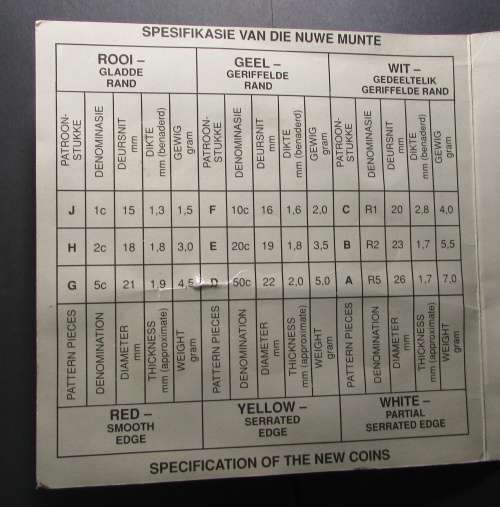 SPESIFIKASIE VAN DIE NUWE MUNTE
ROOI – GLADDE RAND
GEEL – GERIFFELDE RAND
WIT – GEDEELTELIK GERIFFELDE RAND
PATROON-STUKKE DENOMINASIE DEURSNIT mm DIKTE mm (benaderd) GEWIG gram PATROON-STUKKE DENOMINASIE DEURSNIT mm DIKTE mm (benaderd) GEWIG gram PATROON-STUKKE DENOMINASIE DEURSNIT mm DIKTE mm (benaderd) GEWIG gram
J 1c 15 1,3 1,5 F 10c 16 1,6 2,0 C R1 20 2,8 4,0
H 2c 18 1,8 3,0 E 20c 19 1,8 3,5 B R2 23 1,7 5,5
G 5c 21 1,9 4,5 D 50c 22 2,0 5,0 A R5 26 1,7 7,0
PATTERN PIECES DENOMINATION DIAMETER mm THICKNESS mm (approximate) WEIGHT gram PATTERN PIECES DENOMINATION DIAMETER mm THICKNESS mm (approximate) WEIGHT gram PATTERN PIECES DENOMINATION DIAMETER mm THICKNESS mm (approximate) WEIGHT gram
RED – SMOOTH EDGE
YELLOW – SERRATED EDGE
WHITE – PARTIAL SERRATED EDGE
SPECIFICATION OF THE NEW COINS